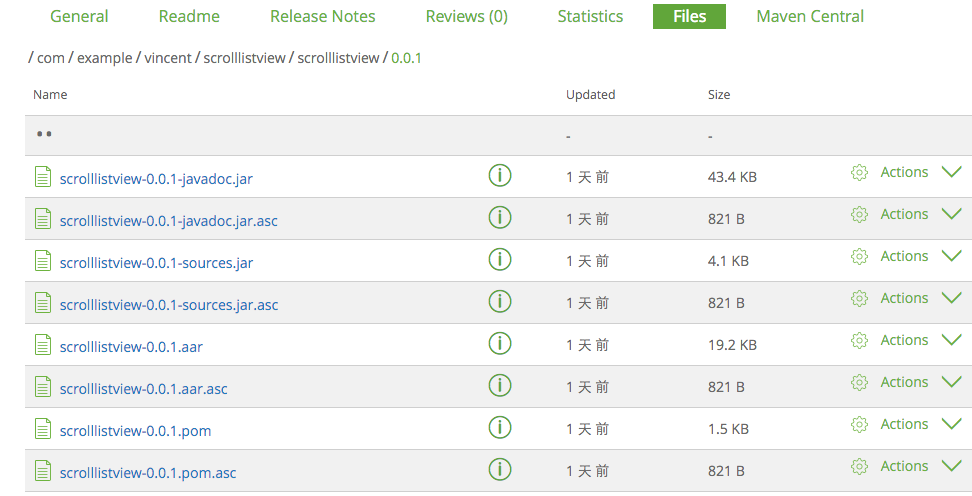 General Readme Release Notes Reviews (0) Statistics Files Maven Central
/ com / example / vincent / scrolllistview / scrolllistview / 0.0.1
Name Updated Size
•• - -
scrolllistview-0.0.1-javadoc.jar 1 天 前 43.4 KB Actions
scrolllistview-0.0.1-javadoc.jar.asc 1 天 前 821 B Actions
scrolllistview-0.0.1-sources.jar 1 天 前 4.1 KB Actions
scrolllistview-0.0.1-sources.jar.asc 1 天 前 821 B Actions
scrolllistview-0.0.1.aar 1 天 前 19.2 KB Actions
scrolllistview-0.0.1.aar.asc 1 天 前 821 B Actions
scrolllistview-0.0.1.pom 1 天 前 1.5 KB Actions
scrolllistview-0.0.1.pom.asc 1 天 前 821 B Actions